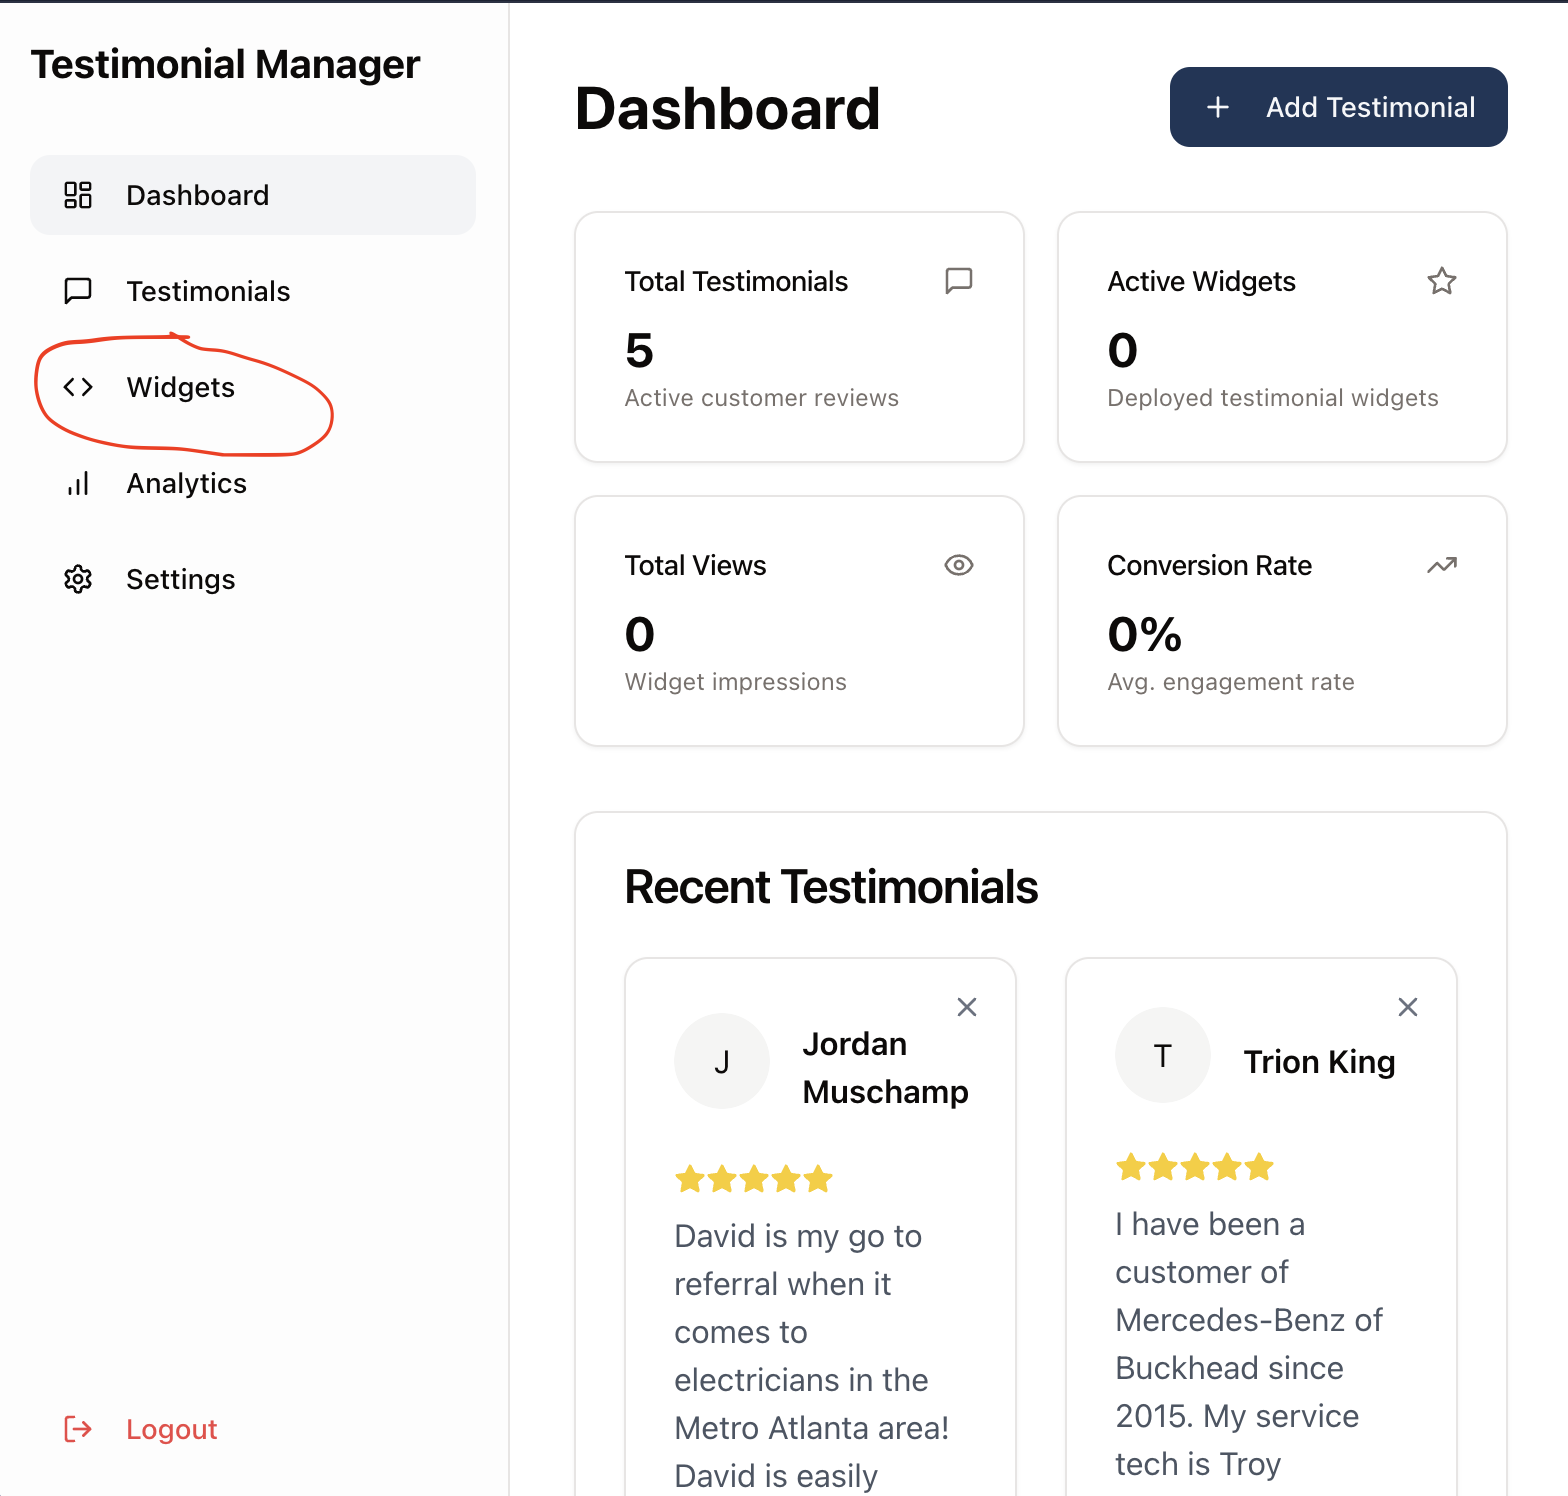 Testimonial Manager
Dashboard
Testimonials
Widgets
Analytics
Settings
Logout
Dashboard
+ Add Testimonial
Total Testimonials
5
Active customer reviews
Active Widgets
0
Deployed testimonial widgets
Total Views
0
Widget impressions
Conversion Rate
0%
Avg. engagement rate
Recent Testimonials
J
Jordan
Muschamp
David is my go to
referral when it
comes to
electricians in the
Metro Atlanta area!
David is easily
T
Trion King
I have been a
customer of
Mercedes-Benz of
Buckhead since
2015. My service
tech is Troy